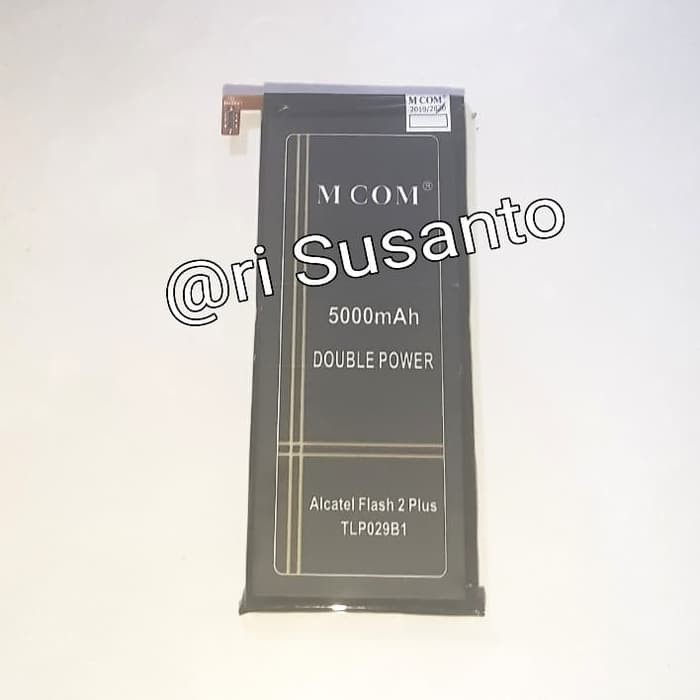 M COM
2019/2020
M COM®
@ri Susanto
5000mAh
DOUBLE POWER
Alcatel Flash 2 Plus
TLP029B1